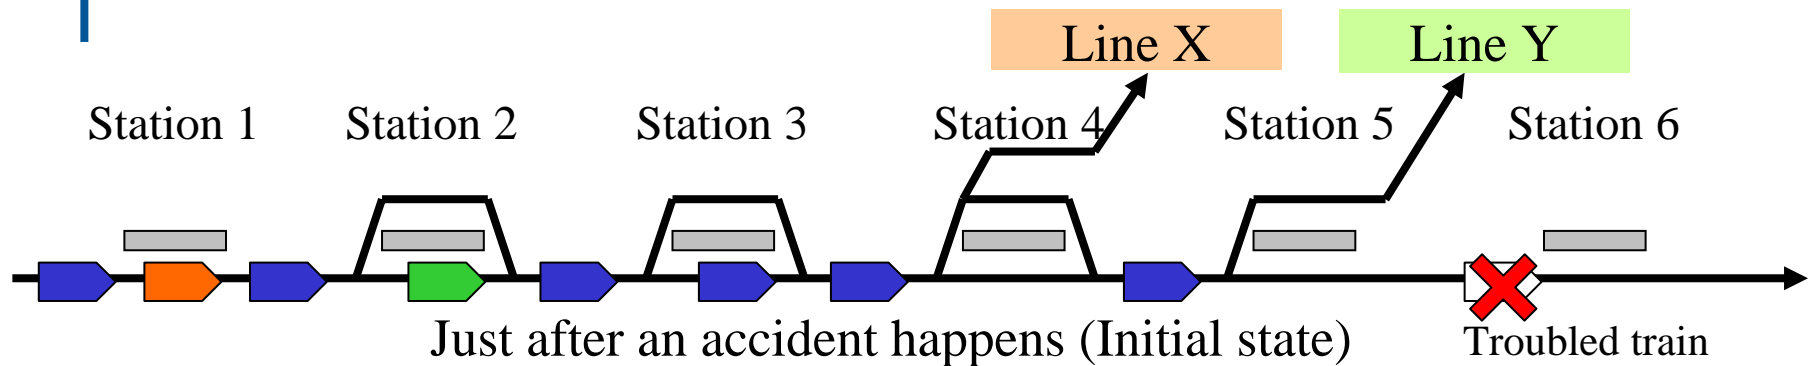 Line X
Line Y
Station 1
Station 2
Station 3
Station 4
Station 5
Station 6
Just after an accident happens (Initial state)
Troubled train